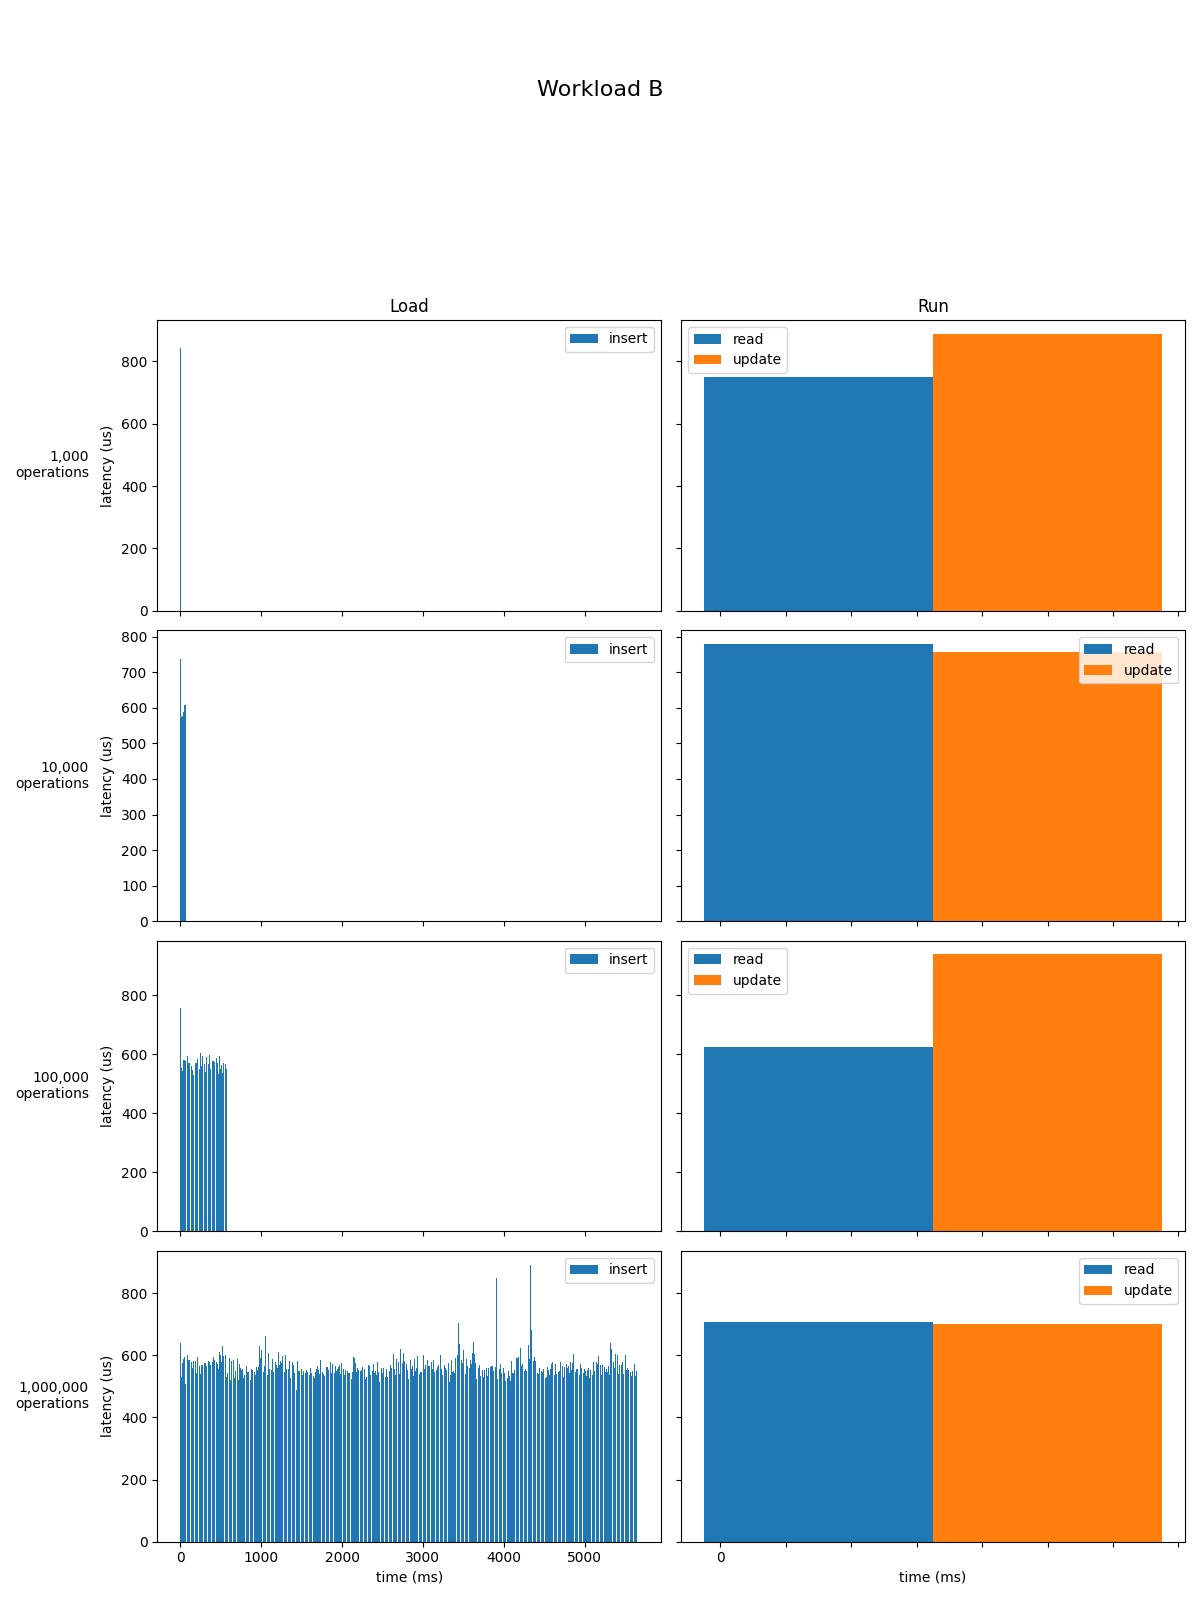 Workload B
Load
Run
1,000
operations
latency (us)
800
600
400
200
0
insert
read
update
10,000
operations
latency (us)
800
700
600
500
400
300
200
100
0
insert
read
update
100,000
operations
latency (us)
800
600
400
200
0
insert
read
update
1,000,000
operations
latency (us)
800
600
400
200
0
insert
read
update
0 1000 2000 3000 4000 5000
time (ms)
0
time (ms)